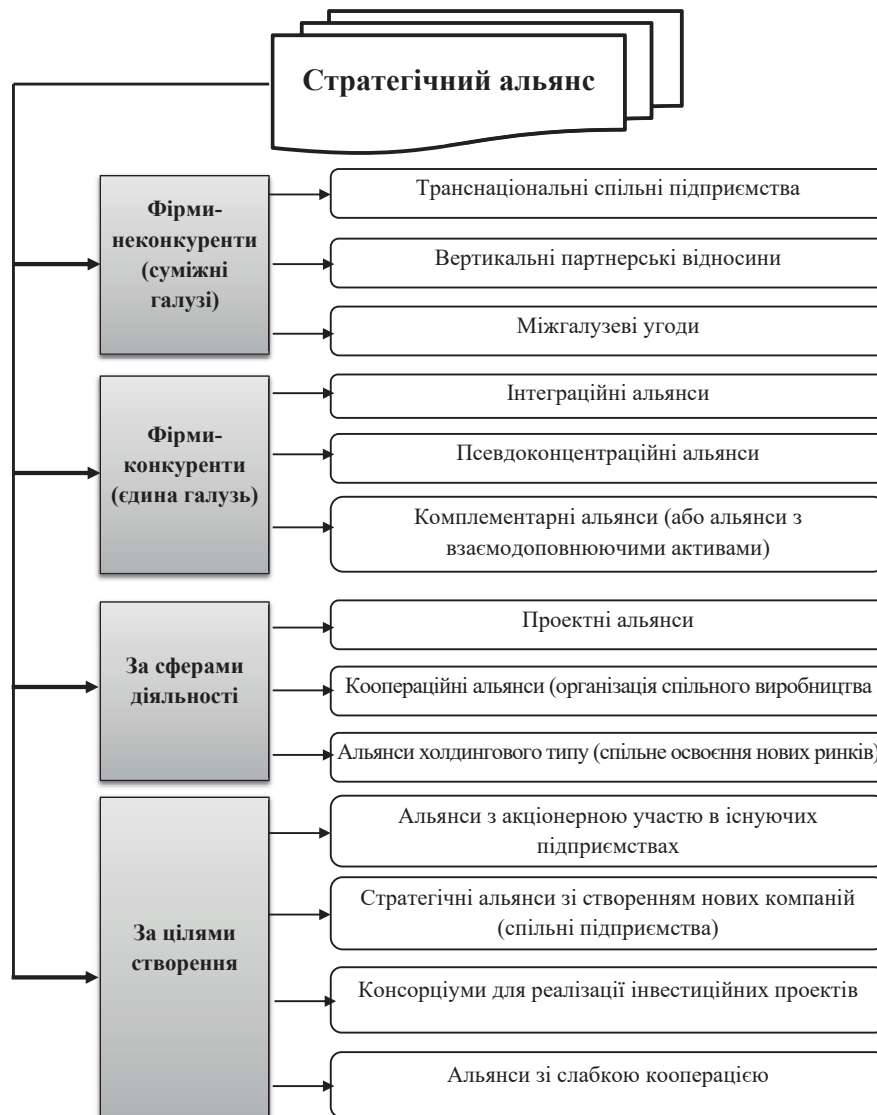 Стратегічний альянс
Фірми-
неконкуренти
(суміжні
галузі)
Транснаціональні спільні підприємства
Вертикальні партнерські відносини
Міжгалузеві угоди
Фірми-
конкуренти
(єдина галузь)
Інтеграційні альянси
Псевдоконцентраційні альянси
Комплементарні альянси (або альянси з
взаємодоповнюючими активами)
За сферами
діяльності
Проектні альянси
Коопераційні альянси (організація спільного виробництва
Альянси холдингового типу (спільне освоєння нових ринків)
За цілями
створення
Альянси з акціонерною участю в існуючих
підприємствах
Стратегічні альянси зі створенням нових компаній
(спільні підприємства)
Консорціуми для реалізації інвестиційних проектів
Альянси зі слабкою кооперацією